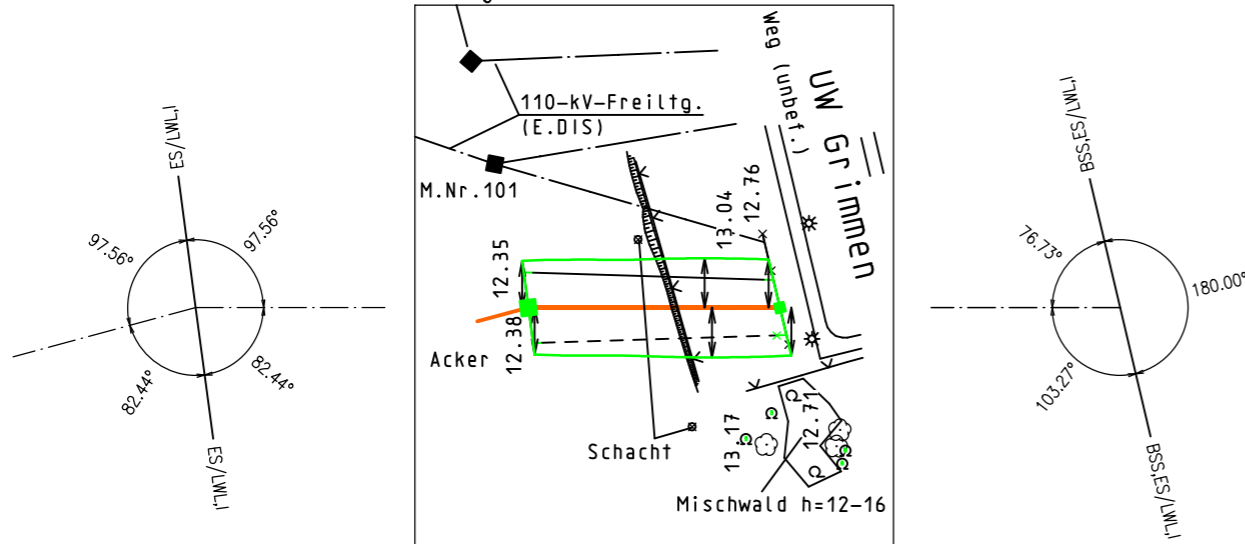 ES/LWL,I
97.56°
97.56°
82.44°
82.44°
ES/LWL,I
110-kV-Freiltg.
(E.DIS)
M.Nr.101
Weg (unbef.)
UW Grimmen
13.04
12.76
12.35
12.38
Acker
Schacht
13.17
12.71
Mischwald h=12-16
BSS,ES/LWL,I
76.73°
180.00°
103.27°
BSS,ES/LWL,I